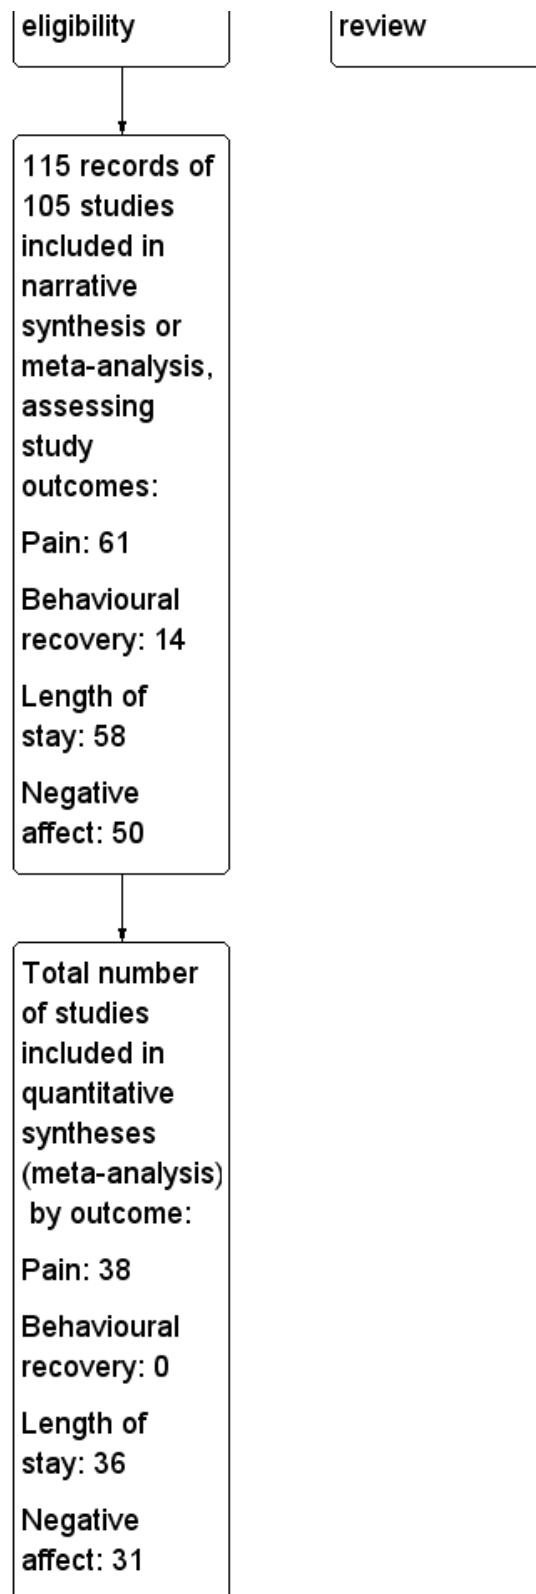 eligibility
review
115 records of
105 studies
included in
narrative
synthesis or
meta-analysis,
assessing
study
outcomes:
Pain: 61
Behavioural
recovery: 14
Length of
stay: 58
Negative
affect: 50
Total number
of studies
included in
quantitative
syntheses
(meta-analysis)
by outcome:
Pain: 38
Behavioural
recovery: 0
Length of
stay: 36
Negative
affect: 31